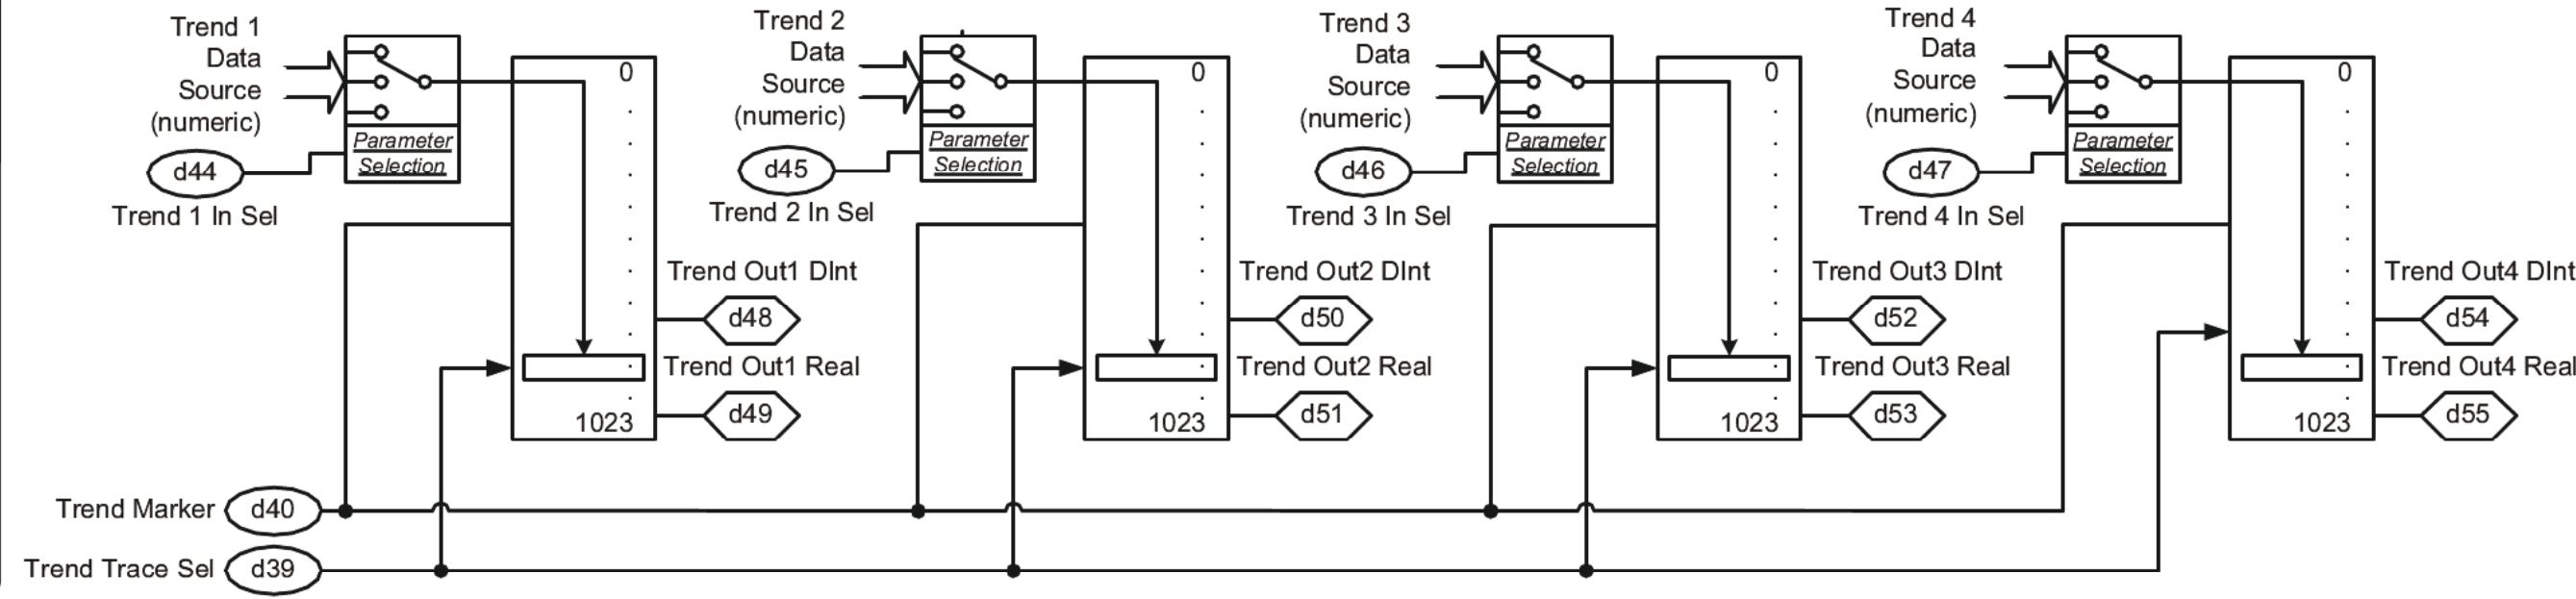 Trend 1
Data
Source
(numeric)
d44
Trend 1 In Sel
Parameter
Selection
0
1023
Trend Out1 DInt
d48
Trend Out1 Real
d49
Trend 2
Data
Source
(numeric)
d45
Trend 2 In Sel
Parameter
Selection
0
1023
Trend Out2 DInt
d50
Trend Out2 Real
d51
Trend 3
Data
Source
(numeric)
d46
Trend 3 In Sel
Parameter
Selection
0
1023
Trend Out3 DInt
d52
Trend Out3 Real
d53
Trend 4
Data
Source
(numeric)
d47
Trend 4 In Sel
Parameter
Selection
0
1023
Trend Out4 DInt
d54
Trend Out4 Real
d55
Trend Marker d40
Trend Trace Sel d39